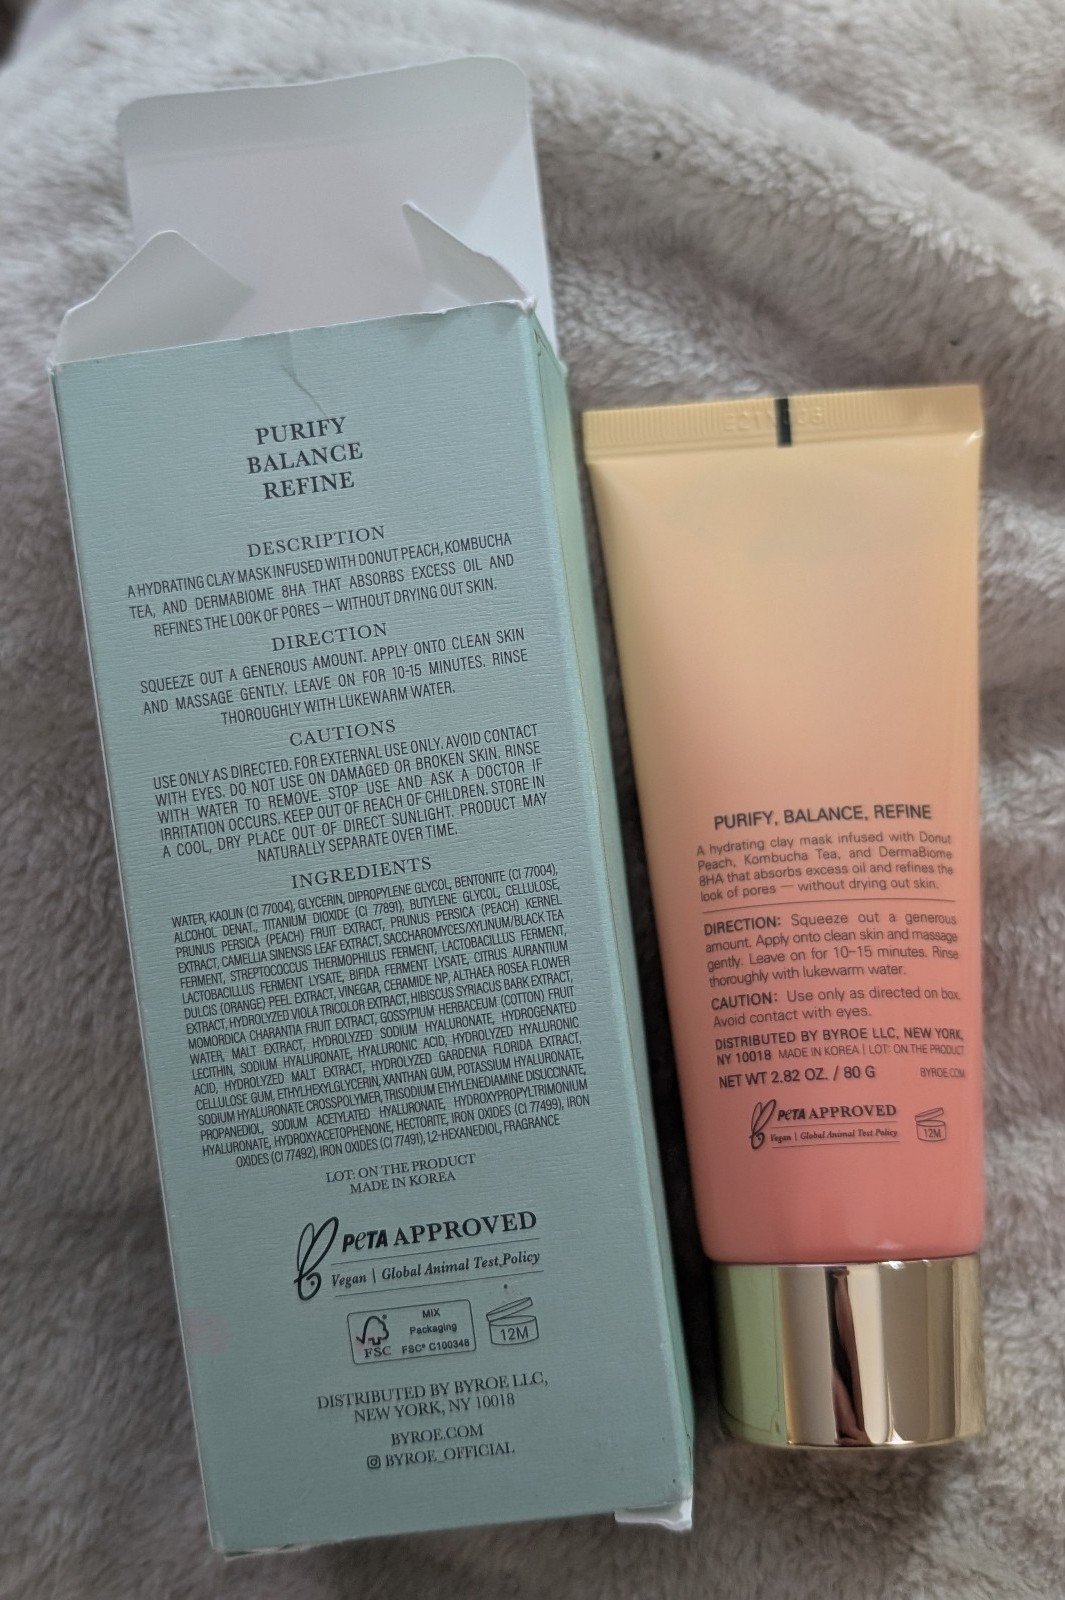 PURIFY
BALANCE
REFINE
DESCRIPTION
A HYDRATING CLAY MASK INFUSED WITH DONUT PEACH, KOMBUCHA
TEA, AND DERMABIOME 8HA THAT ABSORBS EXCESS OIL AND
REFINES THE LOOK OF PORES — WITHOUT DRYING OUT SKIN.
DIRECTION
SQUEEZE OUT A GENEROUS AMOUNT. APPLY ONTO CLEAN SKIN
AND MASSAGE GENTLY. LEAVE ON FOR 10-15 MINUTES. RINSE
THOROUGHLY WITH LUKEWARM WATER.
CAUTIONS
USE ONLY AS DIRECTED. FOR EXTERNAL USE ONLY. AVOID CONTACT
WITH EYES. DO NOT USE ON DAMAGED OR BROKEN SKIN. RINSE
WITH WATER TO REMOVE. STOP USE AND ASK A DOCTOR IF
IRRITATION OCCURS. KEEP OUT OF REACH OF CHILDREN. STORE IN
A COOL, DRY PLACE OUT OF DIRECT SUNLIGHT. PRODUCT MAY
NATURALLY SEPARATE OVER TIME.
INGREDIENTS
WATER, KAOLIN (CI 77004), GLYCERIN, DIPROPYLENE GLYCOL, BENTONITE (CI 77004),
ALCOHOL DENAT., TITANIUM DIOXIDE (CI 77891), BUTYLENE GLYCOL, CELLULOSE,
PRUNUS PERSICA (PEACH) FRUIT EXTRACT, PRUNUS PERSICA (PEACH) KERNEL
EXTRACT, CAMELLIA SINENSIS LEAF EXTRACT, SACCHAROMYCES/XYLINUM/BLACK TEA
FERMENT, STREPTOCOCCUS THERMOPHILUS FERMENT, LACTOBACILLUS FERMENT,
LACTOBACILLUS FERMENT LYSATE, BIFIDA FERMENT LYSATE, CITRUS AURANTIUM
DULCIS (ORANGE) PEEL EXTRACT, VINEGAR, CERAMIDE NP, ALTHAEA ROSEA FLOWER
EXTRACT, HYDROLYZED VIOLA TRICOLOR EXTRACT, HIBISCUS SYRIACUS BARK EXTRACT,
MOMORDICA CHARANTIA FRUIT EXTRACT, GOSSYPIUM HERBACEUM (COTTON) FRUIT
WATER, MALT EXTRACT, HYDROLYZED SODIUM HYALURONATE, HYDROGENATED
LECITHIN, SODIUM HYALURONATE, HYALURONIC ACID, HYDROLYZED HYALURONIC
ACID, HYDROLYZED MALT EXTRACT, HYDROLYZED GARDENIA FLORIDA EXTRACT,
CELLULOSE GUM, ETHYLHEXYLGLYCERIN, XANTHAN GUM, POTASSIUM HYALURONATE,
SODIUM HYALURONATE CROSSPOLYMER, TRISODIUM ETHYLENEDIAMINE DISUCCINATE,
PROPANEDIOL, SODIUM ACETYLATED HYALURONATE, HYDROXYPROPYLTRIMONIUM
HYALURONATE, HYDROXYACETOPHENONE, HECTORITE, IRON OXIDES (CI 77499), IRON
OXIDES (CI 77492), IRON OXIDES (CI 77491), 1,2-HEXANEDIOL, FRAGRANCE
LOT: ON THE PRODUCT
MADE IN KOREA
PETA APPROVED
Vegan | Global Animal Test Policy
FSC
MIX
Packaging
FSC® C100348
12M
DISTRIBUTED BY BYROE LLC,
NEW YORK, NY 10018
BYROE.COM
BYROE_OFFICIAL
PURIFY, BALANCE, REFINE
A hydrating clay mask infused with Donut
Peach, Kombucha Tea, and DermaBiome
8HA that absorbs excess oil and refines the
look of pores — without drying out skin.
DIRECTION: Squeeze out a generous
amount. Apply onto clean skin and massage
gently. Leave on for 10-15 minutes. Rinse
thoroughly with lukewarm water.
CAUTION: Use only as directed on box.
Avoid contact with eyes.
DISTRIBUTED BY BYROE LLC, NEW YORK,
NY 10018 MADE IN KOREA | LOT: ON THE PRODUCT
NET WT 2.82 OZ. / 80 G BYROE.COM
PETA APPROVED
Vegan | Global Animal Test Policy
12M